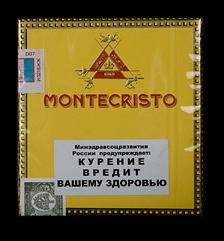 MONTECRISTO
Минздравсоцразвития
России предупреждает:
КУРЕНИЕ
ВРЕДИТ
ВАШЕМУ ЗДОРОВЬЮ